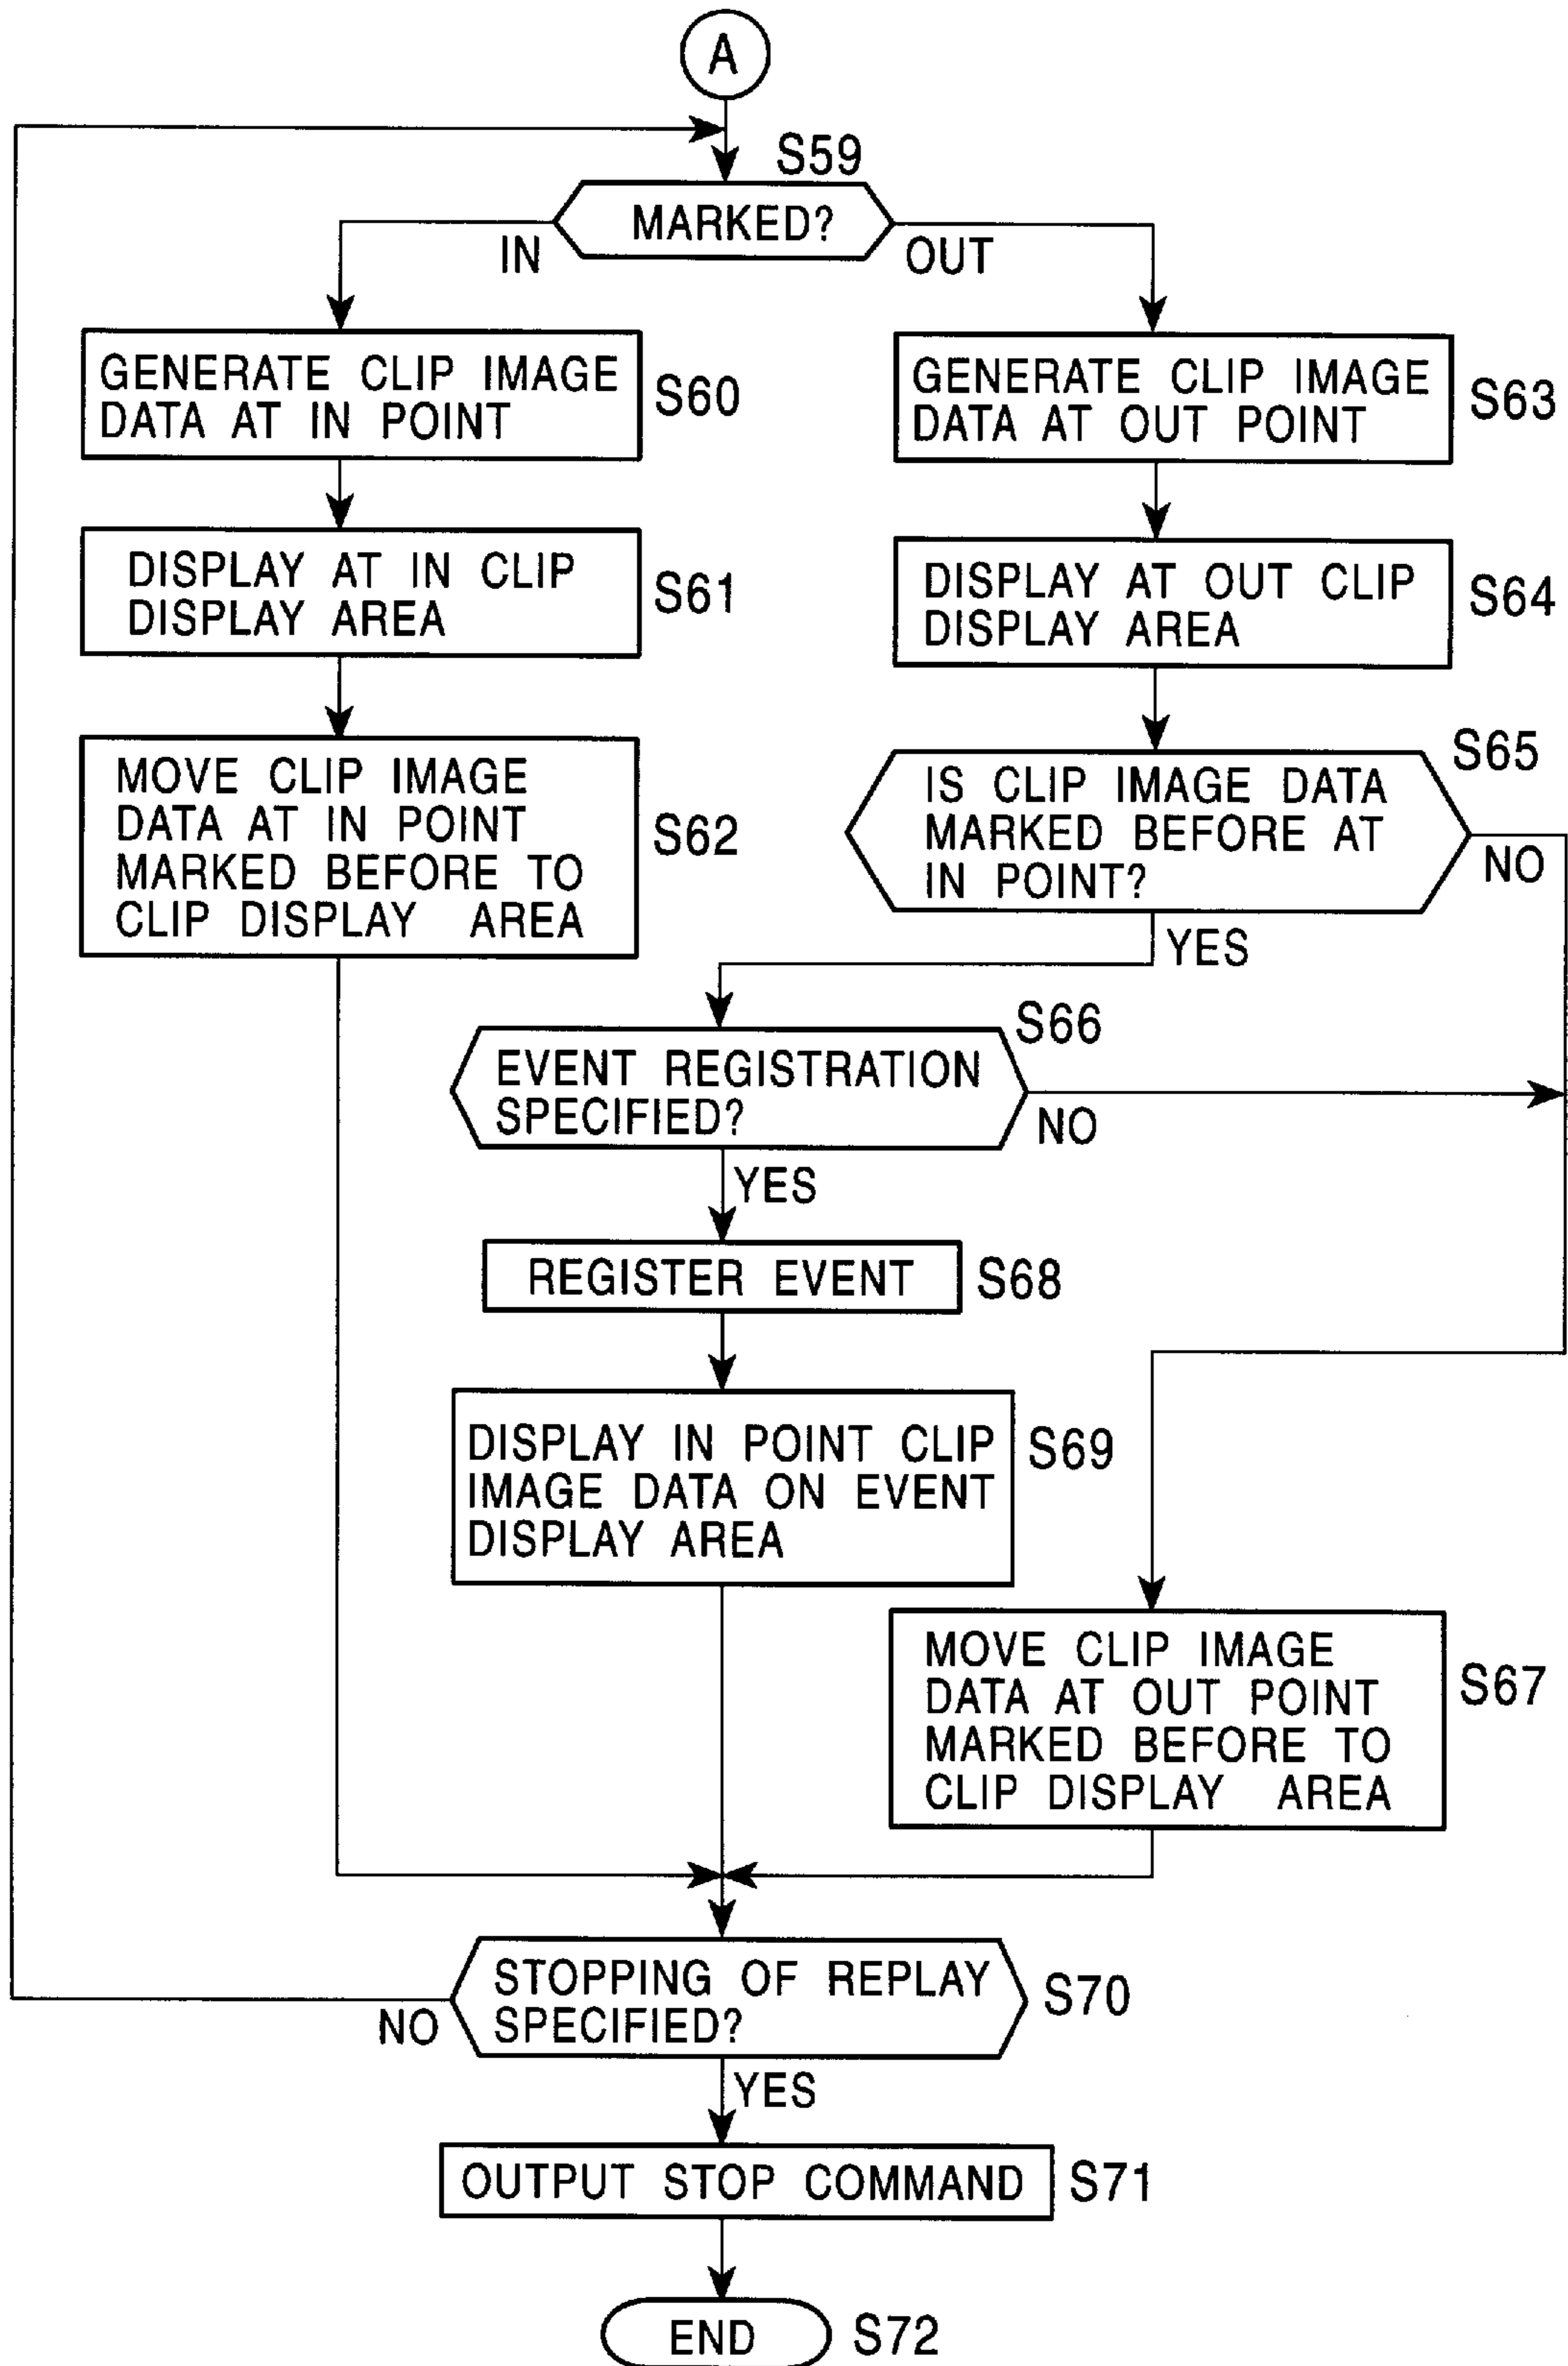 A
S59
MARKED?
IN
OUT
GENERATE CLIP IMAGE
DATA AT IN POINT
S60
GENERATE CLIP IMAGE
DATA AT OUT POINT
S63
DISPLAY AT IN CLIP
DISPLAY AREA
S61
DISPLAY AT OUT CLIP
DISPLAY AREA
S64
MOVE CLIP IMAGE
DATA AT IN POINT
MARKED BEFORE TO
CLIP DISPLAY AREA
S62
S65
IS CLIP IMAGE DATA
MARKED BEFORE AT
IN POINT?
NO
YES
S66
EVENT REGISTRATION
SPECIFIED?
NO
YES
REGISTER EVENT
S68
DISPLAY IN POINT CLIP
IMAGE DATA ON EVENT
DISPLAY AREA
S69
MOVE CLIP IMAGE
DATA AT OUT POINT
MARKED BEFORE TO
CLIP DISPLAY AREA
S67
STOPPING OF REPLAY
SPECIFIED?
S70
NO
YES
OUTPUT STOP COMMAND
S71
END
S72